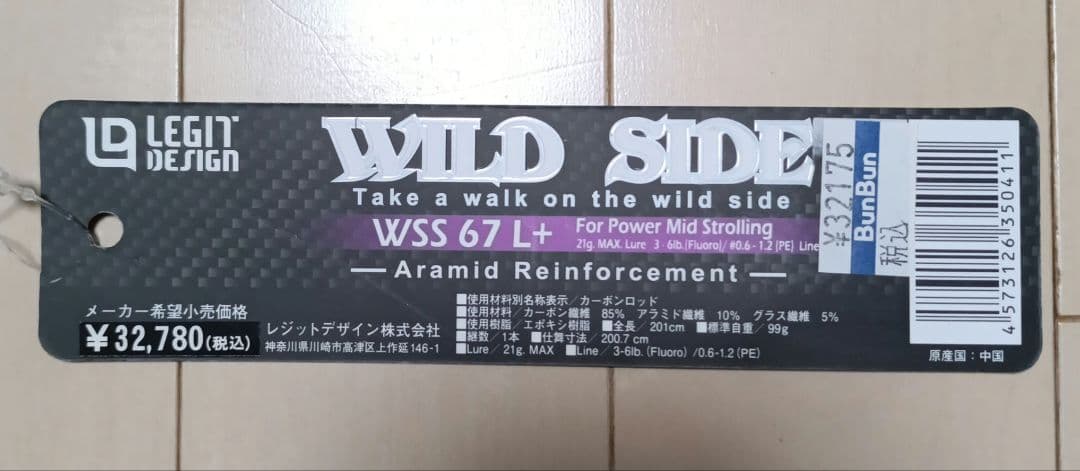 LEGIT DESIGN
WILD SIDE
Take a walk on the wild side
WSS 67 L+
For Power Mid Strolling
21g. MAX. Lure 3-6lb.(Fluoro)/#0.6-1.2(PE) Line
Aramid Reinforcement
メーカー希望小売価格
¥32,780(税込)
レジットデザイン株式会社
神奈川県川崎市高津区上作延146-1
■使用材料別名称表示/カーボンロッド
■使用材料/カーボン繊維 85% アラミド繊維 10% グラス繊維 5%
■使用樹脂/エポキシ樹脂 ■全長/201cm ■標準自重/99g
■継数/1本 ■仕舞寸法/200.7cm
■Lure/21g. MAX ■Line/3-6lb.(Fluoro)/0.6-1.2(PE)
¥32175
BunBun
税込
4573126350411
原産国:中国